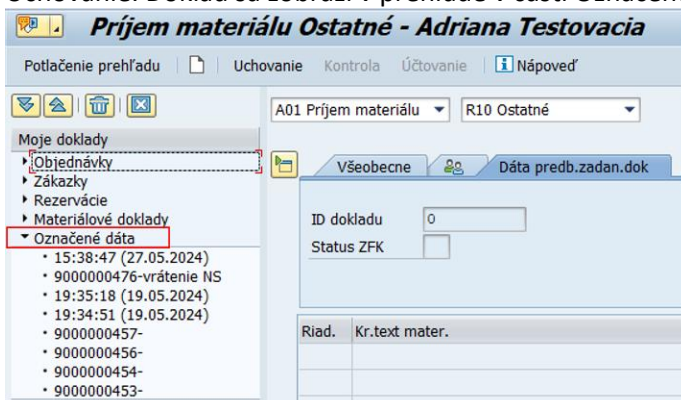 Príjem materiálu Ostatné - Adriana Testovacia
Potlačenie prehľadu Uchovanie Kontrola Účtovanie Nápoveď
A01 Príjem materiálu R10 Ostatné
Moje doklady
Objednávky
Zákazky
Rezervácie
Materiálové doklady
Označené dáta
15:38:47 (27.05.2024)
9000000476-vrátenie NS
19:35:18 (19.05.2024)
19:34:51 (19.05.2024)
9000000457-
9000000456-
9000000454-
9000000453-
Všeobecne Dáta predb.zadan.dok
ID dokladu 0
Status ZFK
Riad. Kr.text mater.